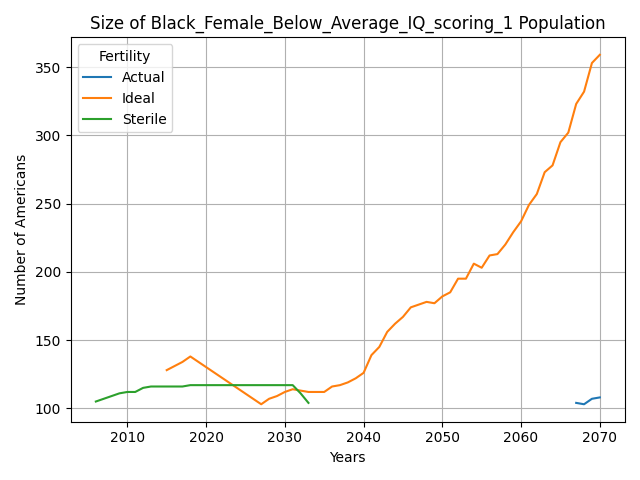 Size of Black_Female_Below_Average_IQ_scoring_1 Population
Fertility
Actual
Ideal
Sterile
Number of Americans
350
300
250
200
150
100
2010 2020 2030 2040 2050 2060 2070
Years